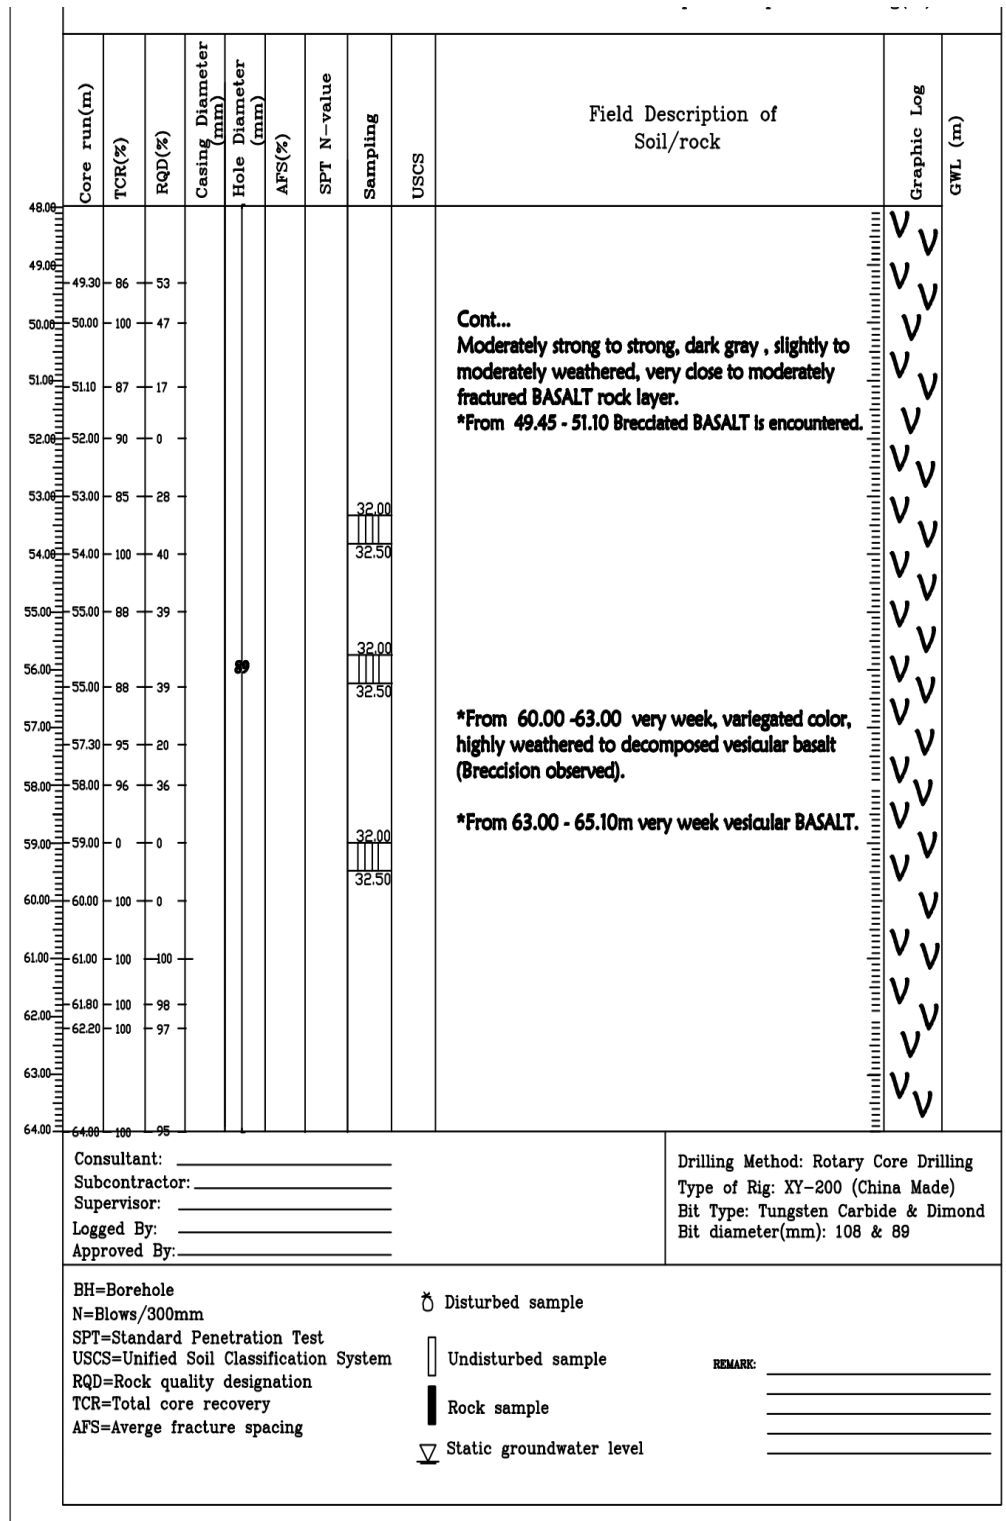 Core run(m) TCR(%) RQD(%) Casing Diameter (mm) Hole Diameter (mm) AFS(%) SPT N-value Sampling USCS Field Description of Soil/rock Graphic Log GWL (m)
48.00
49.00
49.30 86 53
50.00 50.00 100 47
Cont...
Moderately strong to strong, dark gray , slightly to
moderately weathered, very close to moderately
fractured BASALT rock layer.
*From 49.45 - 51.10 Brecciated BASALT is encountered.
51.00
51.10 87 17
52.00 52.00 90 0
53.00 53.00 85 28
32.00
32.50
54.00 54.00 100 40
55.00 55.00 88 39
32.00
56.00 89
55.00 88 39 32.50
*From 60.00 -63.00 very week, variegated color,
highly weathered to decomposed vesicular basalt
(Breccision observed).
57.00
57.30 95 20
58.00 58.00 96 36
*From 63.00 - 65.10m very week vesicular BASALT.
32.00
59.00 59.00 0 0
32.50
60.00 60.00 100 0
61.00 61.00 100 100
61.80 100 98
62.00
62.20 100 97
63.00
64.00 64.00 100 95
Consultant:
Subcontractor:
Supervisor:
Logged By:
Approved By:
Drilling Method: Rotary Core Drilling
Type of Rig: XY-200 (China Made)
Bit Type: Tungsten Carbide & Dimond
Bit diameter(mm): 108 & 89
BH=Borehole
N=Blows/300mm
SPT=Standard Penetration Test
USCS=Unified Soil Classification System
RQD=Rock quality designation
TCR=Total core recovery
AFS=Averge fracture spacing
Disturbed sample
Undisturbed sample
Rock sample
Static groundwater level
REMARK: